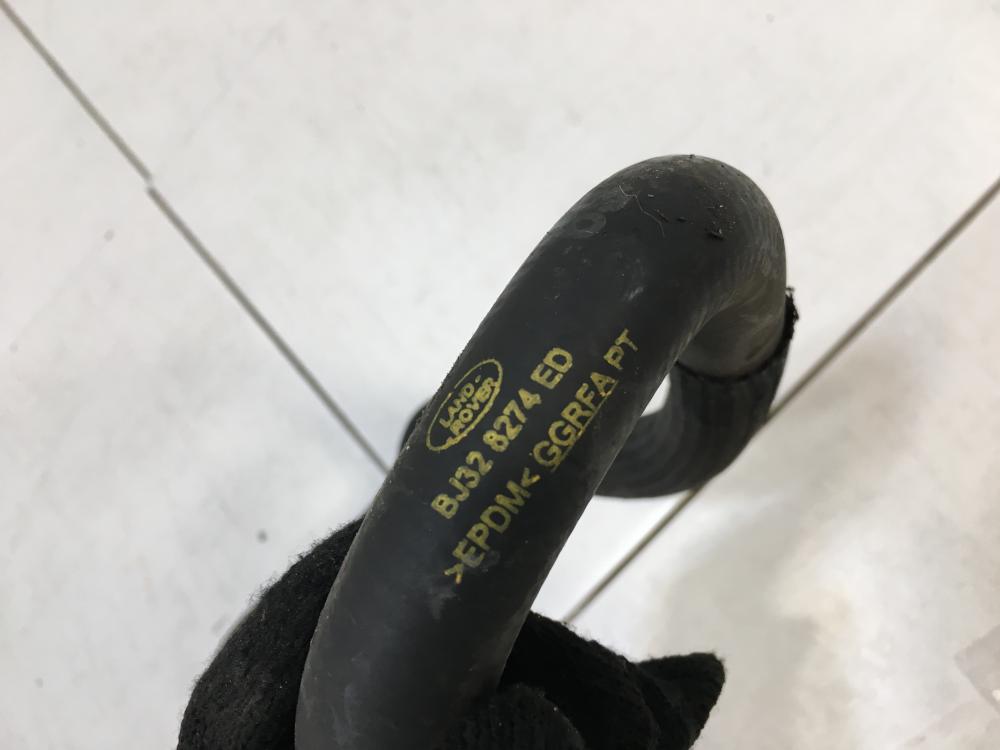 LAND-
ROVER
BJ32 8274 ED
>EPDM< GGRFA PT